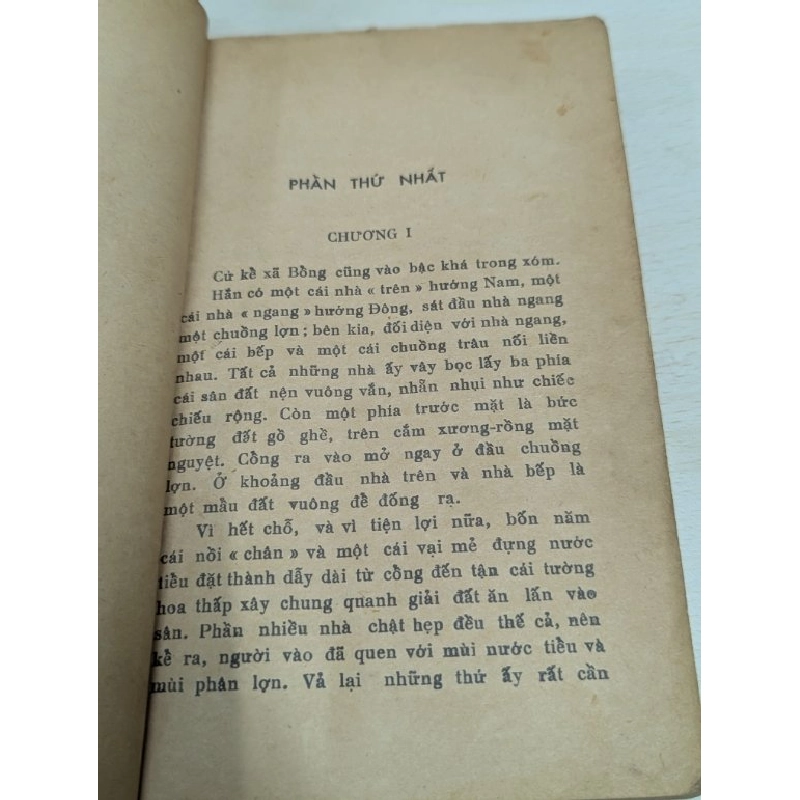 PHẦN THỨ NHẤT
CHƯƠNG I
Cứ kể xã Bồng cũng vào bậc khá trong xóm.
Hắn có một cái nhà « trên » hướng Nam, một
cái nhà « ngang » hướng Đông, sát đầu nhà ngang
một chuồng lợn ; bên kia, đối diện với nhà ngang,
một cái bếp và một cái chuồng trâu nối liền
nhau. Tất cả những nhà ấy vây bọc lấy ba phía
cái sân đất nện vuông vắn, nhẵn nhụi như chiếc
chiếu rộng. Còn một phía trước mặt là bức
tường đất gồ ghề, trên cắm xương-rồng mặt
nguyệt. Cổng ra vào mở ngay ở đầu chuồng
lợn. Ở khoảng đầu nhà trên và nhà bếp là
một mẩu đất vuông để đống rạ.
Vì hết chỗ, và vì tiện lợi nữa, bốn năm
cái nồi « chân » và một cái vại mẻ đựng nước
tiểu đặt thành dẫy dài từ cổng đến tận cái tường
hoa thấp xây chung quanh giải đất ăn lấn vào
sân. Phần nhiều nhà chật hẹp đều thế cả, nên
kể ra, người vào đã quen với mùi nước tiểu và
mùi phân lợn. Vả lại những thứ ấy rất cần